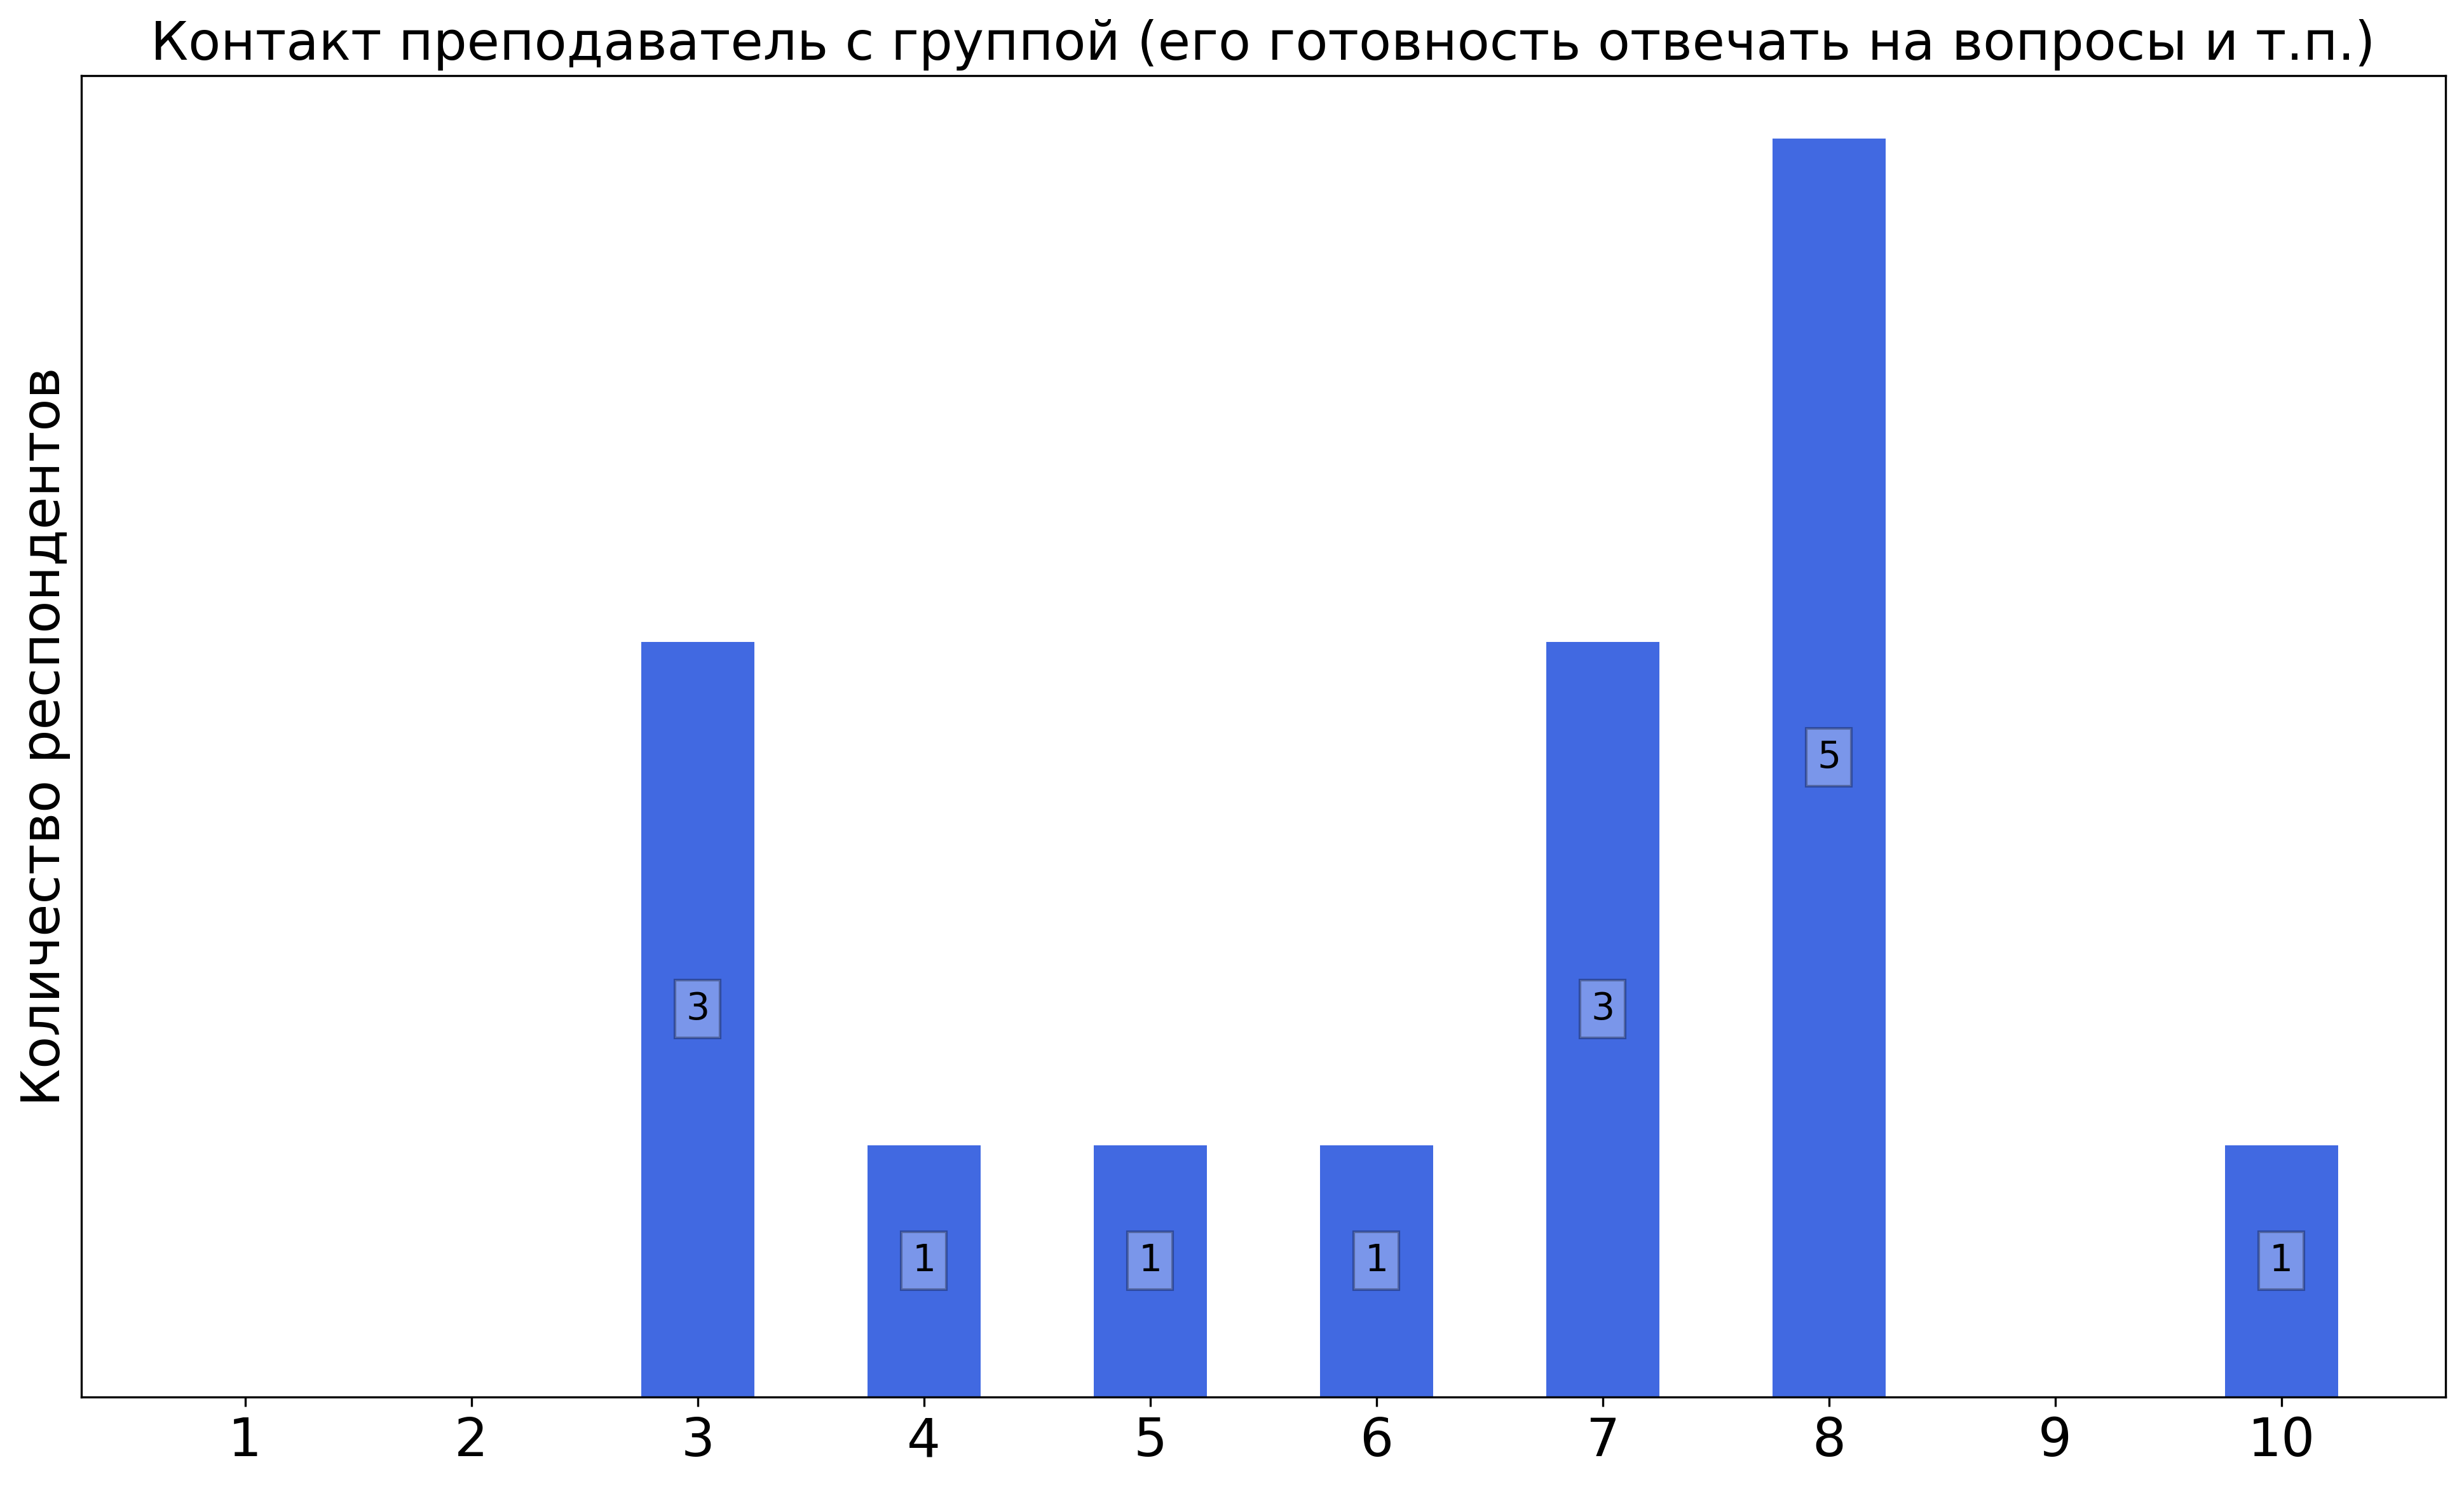 Контакт преподаватель с группой (его готовность отвечать на вопросы и т.п.)
Количество респондентов
5
3 3
1 1 1 1
1 2 3 4 5 6 7 8 9 10